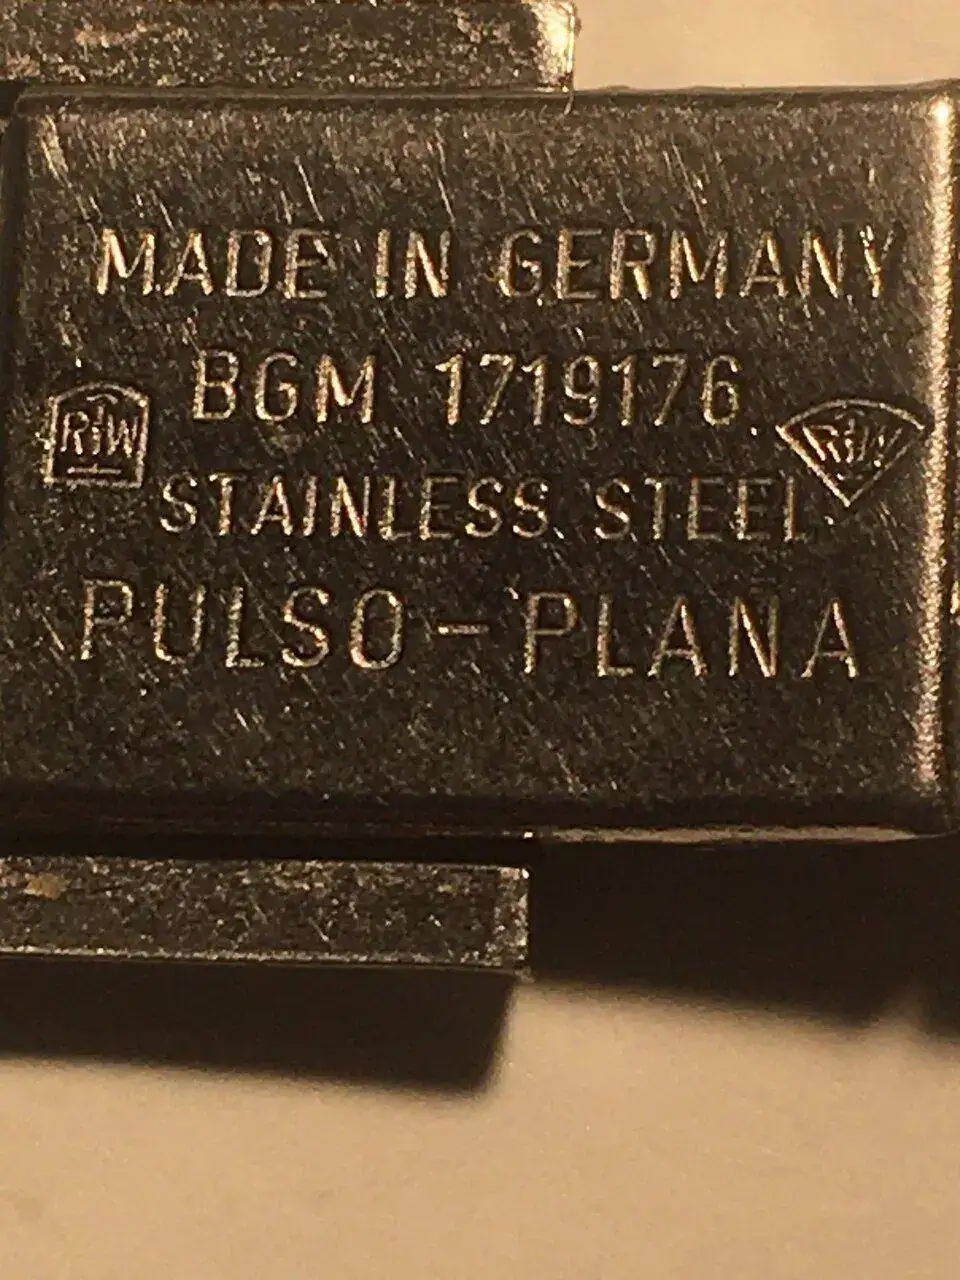 MADE IN GERMANY
BGM 1719176
RiW
RiW
STAINLESS STEEL
PULSO-PLANA